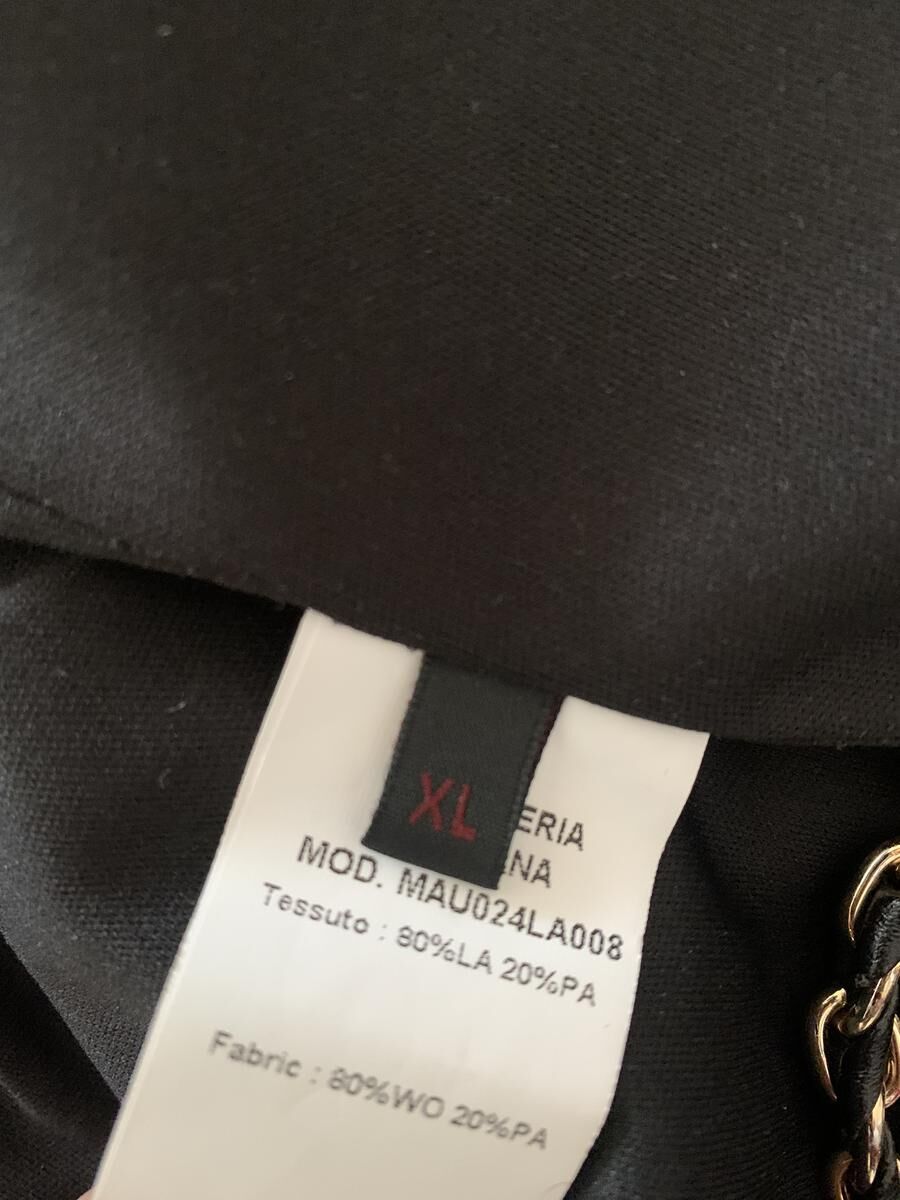 XL
ERIA
NA
MOD. MAU024LA008
Tessuto : 80%LA 20%PA
Fabric : 80%WO 20%PA